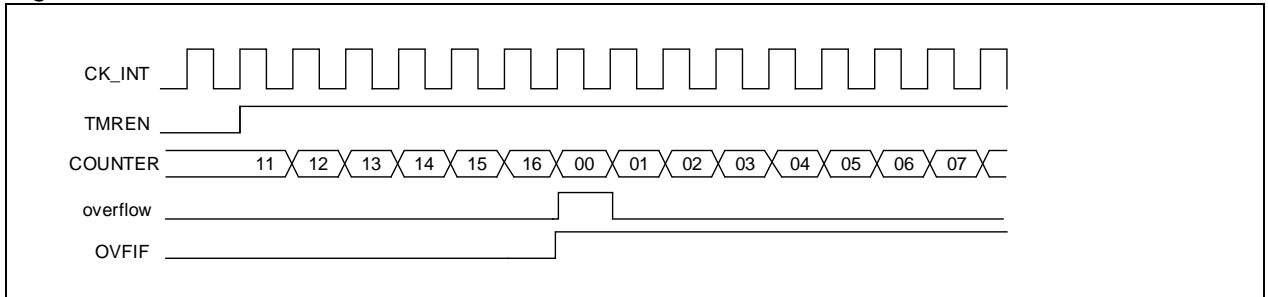 CK_INT
TMREN
COUNTER 11 12 13 14 15 16 00 01 02 03 04 05 06 07
overflow
OVFIF